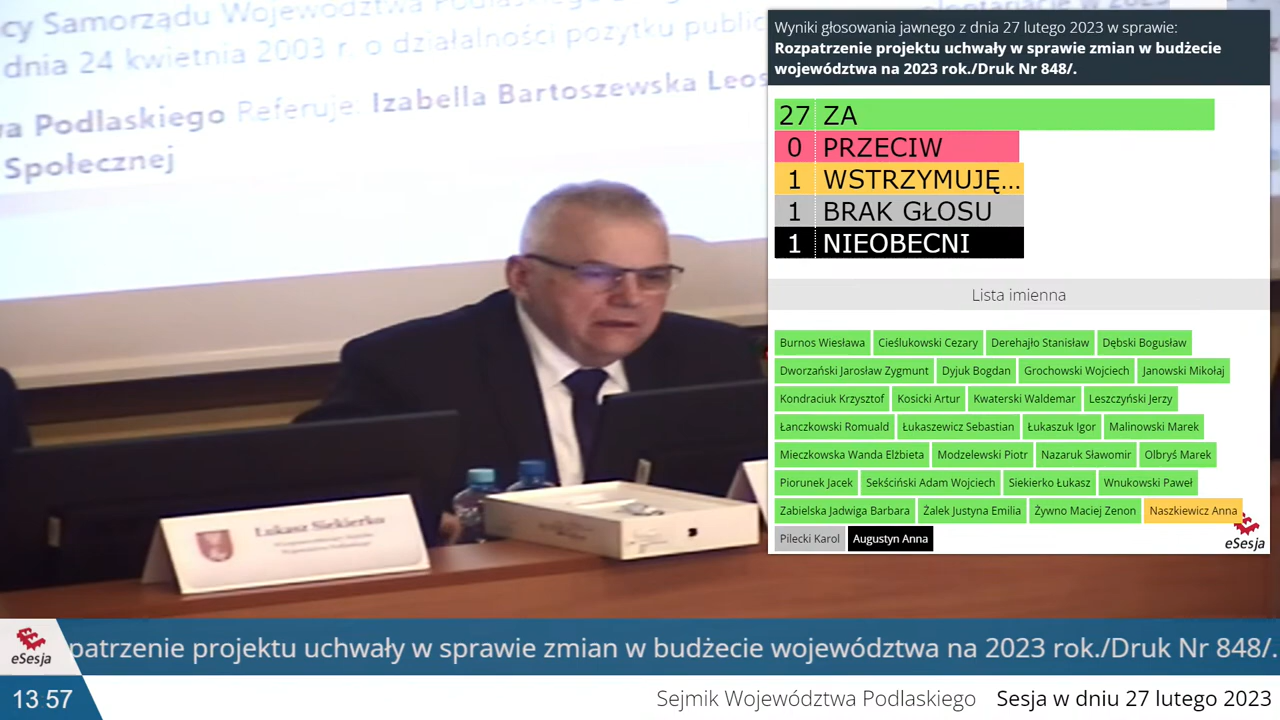 cy Samorządu Województwa Podlaskiego
dnia 24 kwietnia 2003 r, o działalności pożytku public
wa Podlaskiego Referuje. Izabella Bartoszewska Leos
Społecznej
Łukasz Siekierko
Wyniki głosowania jawnego z dnia 27 lutego 2023 w sprawie:
Rozpatrzenie projektu uchwały w sprawie zmian w budżecie
województwa na 2023 rok./Druk Nr 848/.
27 ZA
0 PRZECIW
1 WSTRZYMUJĘ...
1 BRAK GŁOSU
1 NIEOBECNI
Lista imienna
Burnos Wiesława Cieślukowski Cezary Derehajło Stanisław Dębski Bogusław
Dworzański Jarosław Zygmunt Dyjuk Bogdan Grochowski Wojciech Janowski Mikołaj
Kondraciuk Krzysztof Kosicki Artur Kwaterski Waldemar Leszczyński Jerzy
Łanczkowski Romuald Łukaszewicz Sebastian Łukaszuk Igor Malinowski Marek
Mieczkowska Wanda Elżbieta Modzelewski Piotr Nazaruk Sławomir Olbryś Marek
Piorunek Jacek Sekściński Adam Wojciech Siekierko Łukasz Wnukowski Paweł
Zabielska Jadwiga Barbara Żalek Justyna Emilia Żywno Maciej Zenon Naszkiewicz Anna
Pilecki Karol Augustyn Anna
eSesja
eSesja
patrzenie projektu uchwały w sprawie zmian w budżecie województwa na 2023 rok./Druk Nr 848/.
13 57
Sejmik Województwa Podlaskiego Sesja w dniu 27 lutego 2023